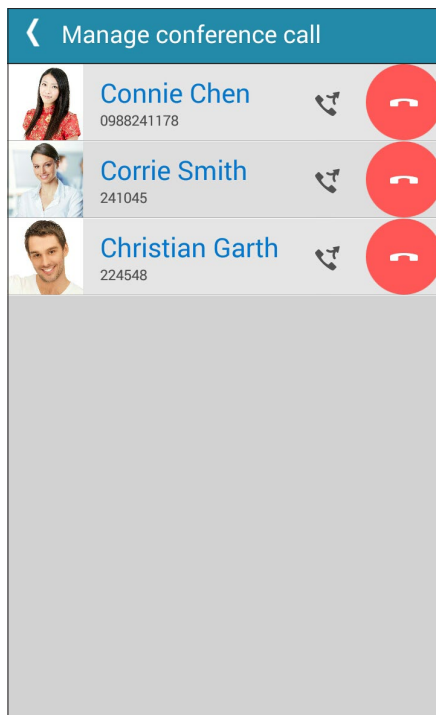 Manage conference call
Connie Chen
0988241178
Corrie Smith
241045
Christian Garth
224548